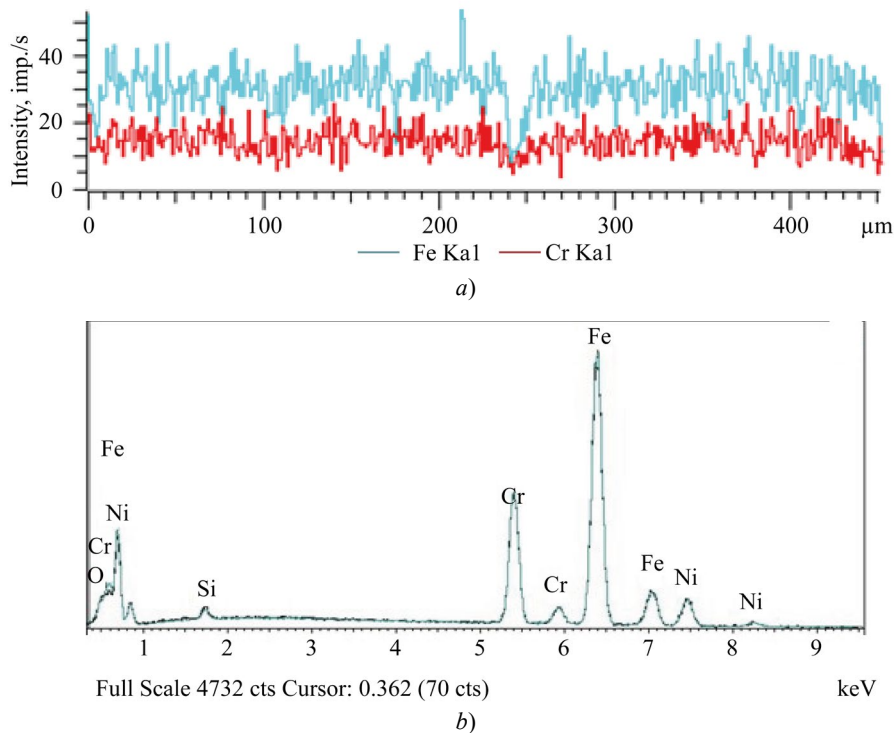 Intensity, imp./s
40
20
0
0 100 200 300 400 µm
Fe Ka1 Cr Ka1
a)
Fe
Fe
Ni
Cr
Cr
O
Si
Cr
Fe
Ni
Ni
1 2 3 4 5 6 7 8 9
Full Scale 4732 cts Cursor: 0.362 (70 cts) keV
b)